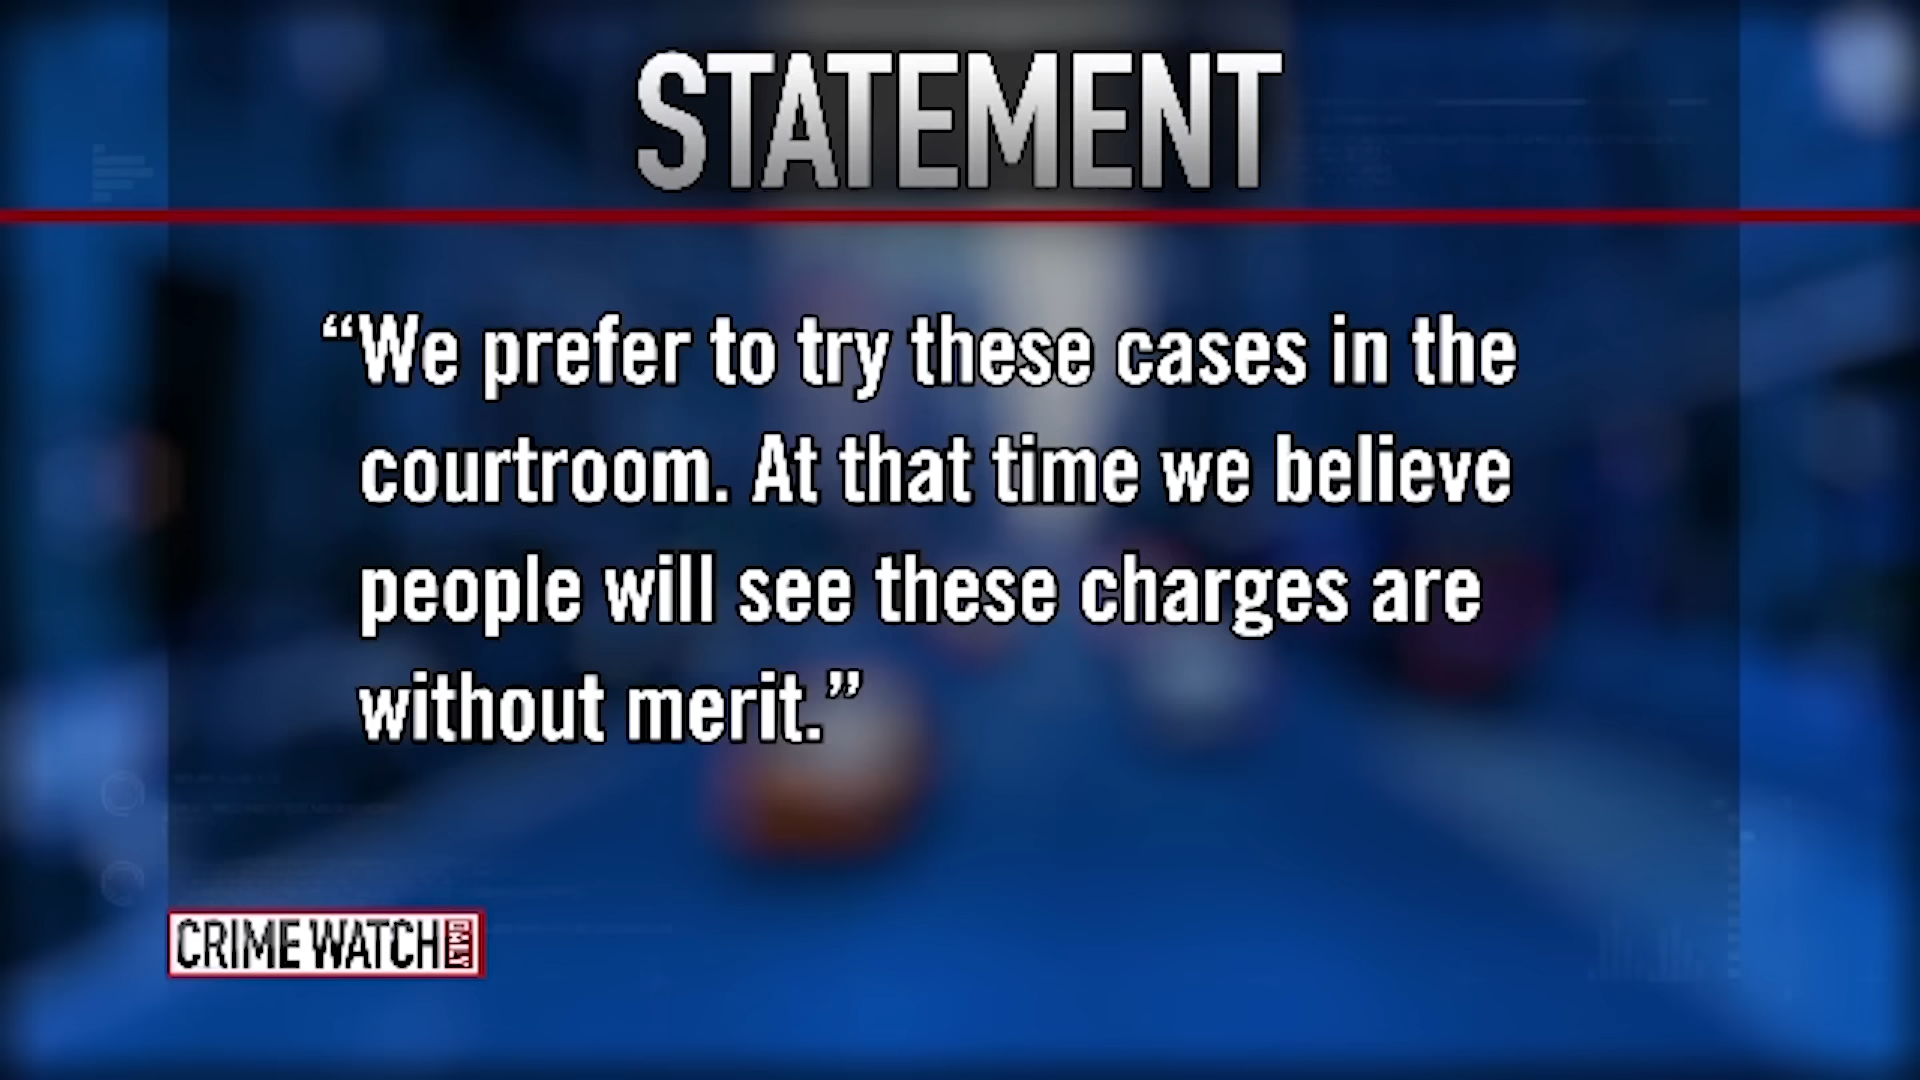 STATEMENT
“We prefer to try these cases in the
courtroom. At that time we believe
people will see these charges are
without merit.”
CRIME WATCH DAILY